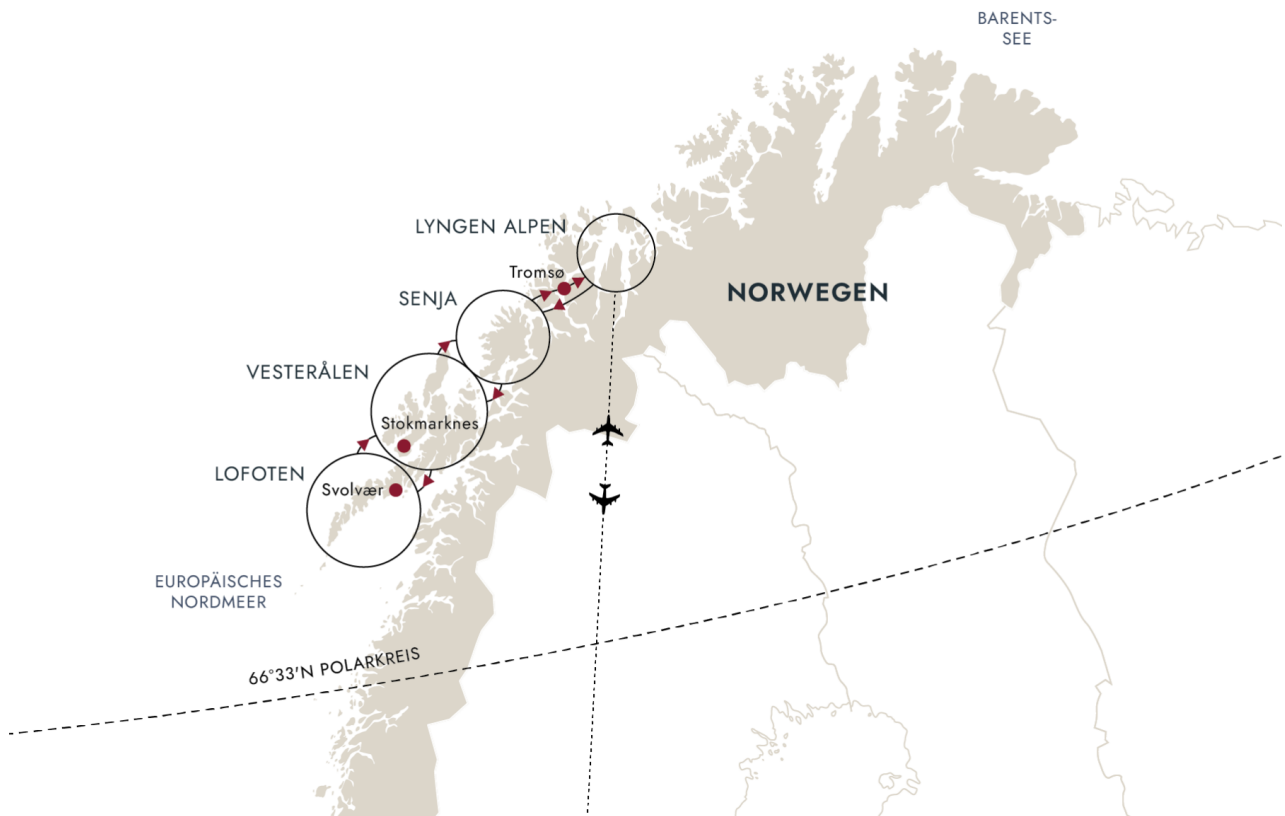 BARENTS-
SEE
LYNGEN ALPEN
Tromsø
NORWEGEN
SENJA
VESTERÅLEN
Stokmarknes
LOFOTEN
Svolvær
EUROPÄISCHES
NORDMEER
66°33'N POLARKREIS